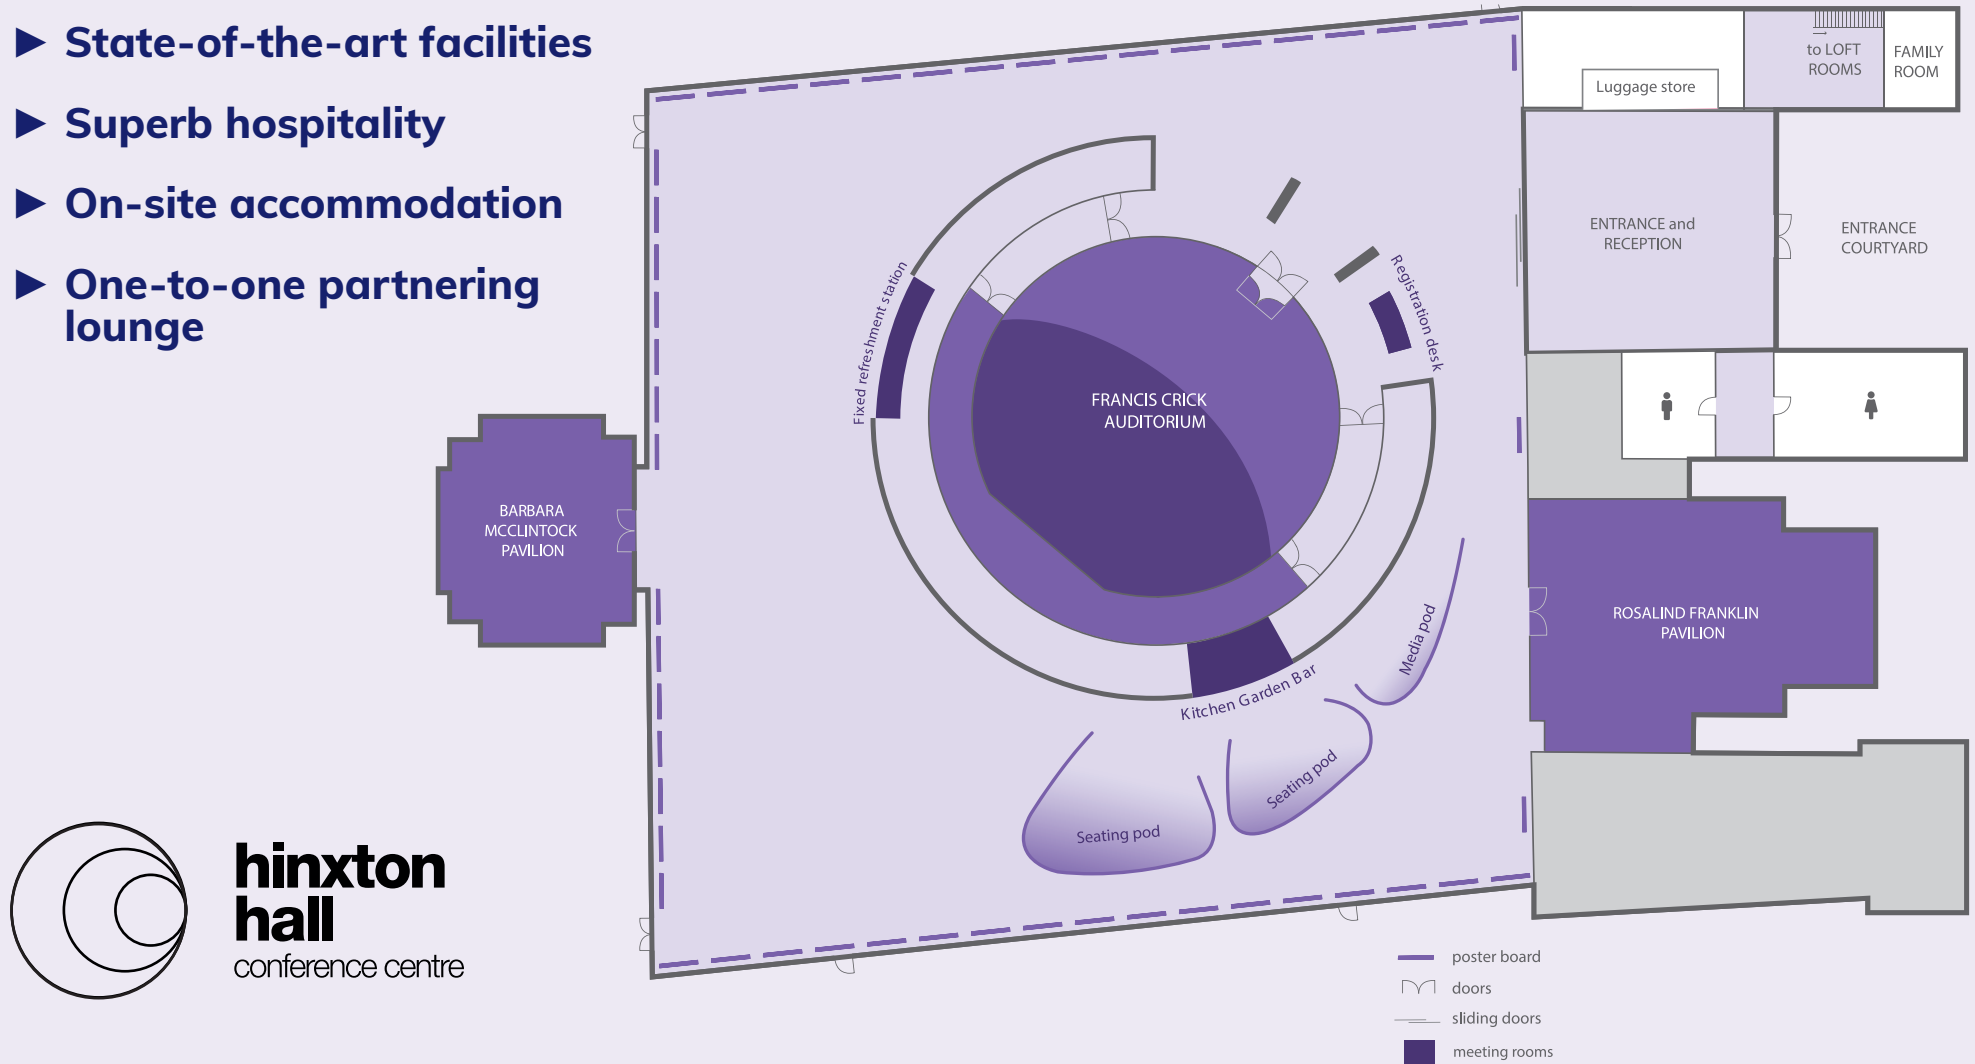 ► State-of-the-art facilities
► Superb hospitality
► On-site accommodation
► One-to-one partnering
lounge
to LOFT
ROOMS
FAMILY
ROOM
Luggage store
ENTRANCE and
RECEPTION
ENTRANCE
COURTYARD
Fixed refreshment station
Registration desk
FRANCIS CRICK
AUDITORIUM
BARBARA
MCCLINTOCK
PAVILION
ROSALIND FRANKLIN
PAVILION
Media pod
Kitchen Garden Bar
Seating pod
Seating pod
hinxton
hall
conference centre
poster board
doors
sliding doors
meeting rooms